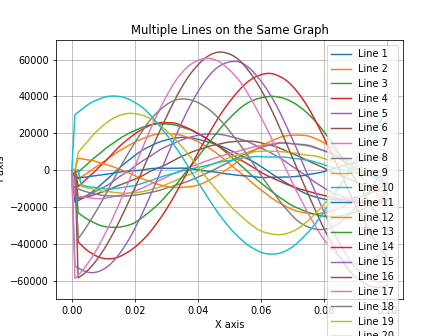 Multiple Lines on the Same Graph
60000
40000
20000
0
−20000
−40000
−60000
0.00
0.02
0.04
0.06
X axis
Line 1
Line 2
Line 3
Line 4
Line 5
Line 6
Line 7
Line 8
Line 9
Line 10
Line 11
Line 12
Line 13
Line 14
Line 15
Line 16
Line 17
Line 18
Line 19
Line 20